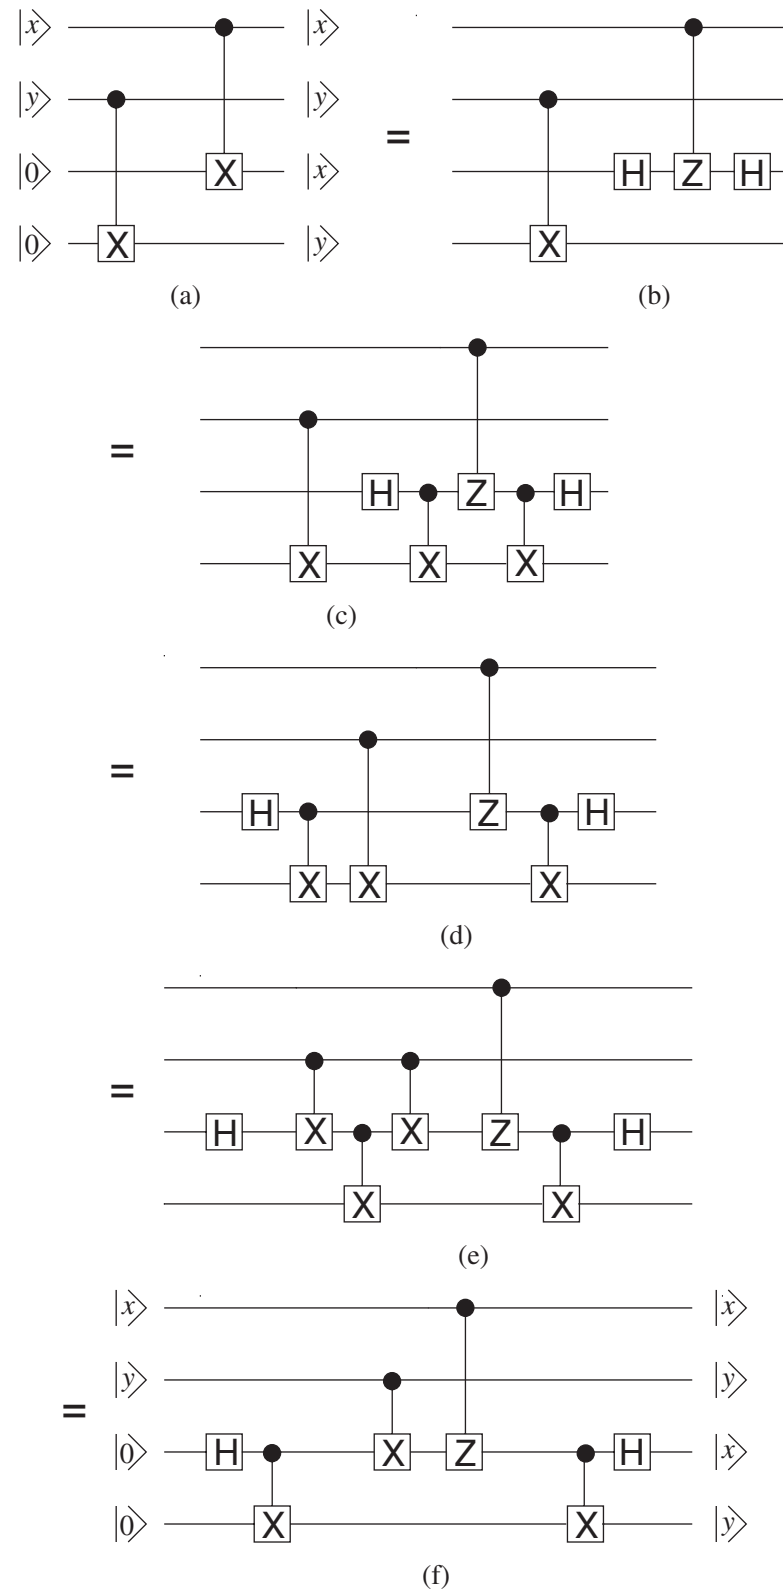 |x⟩ |x⟩
|y⟩ |y⟩
=
|0⟩ X |x⟩ H Z H
|0⟩ X |y⟩ X
(a) (b)
=
H Z H
X X X
(c)
=
H Z H
X X X
(d)
=
H X X Z H
X X
(e)
|x⟩ |x⟩
|y⟩ |y⟩
=
|0⟩ H X Z H |x⟩
|0⟩ X X |y⟩
(f)